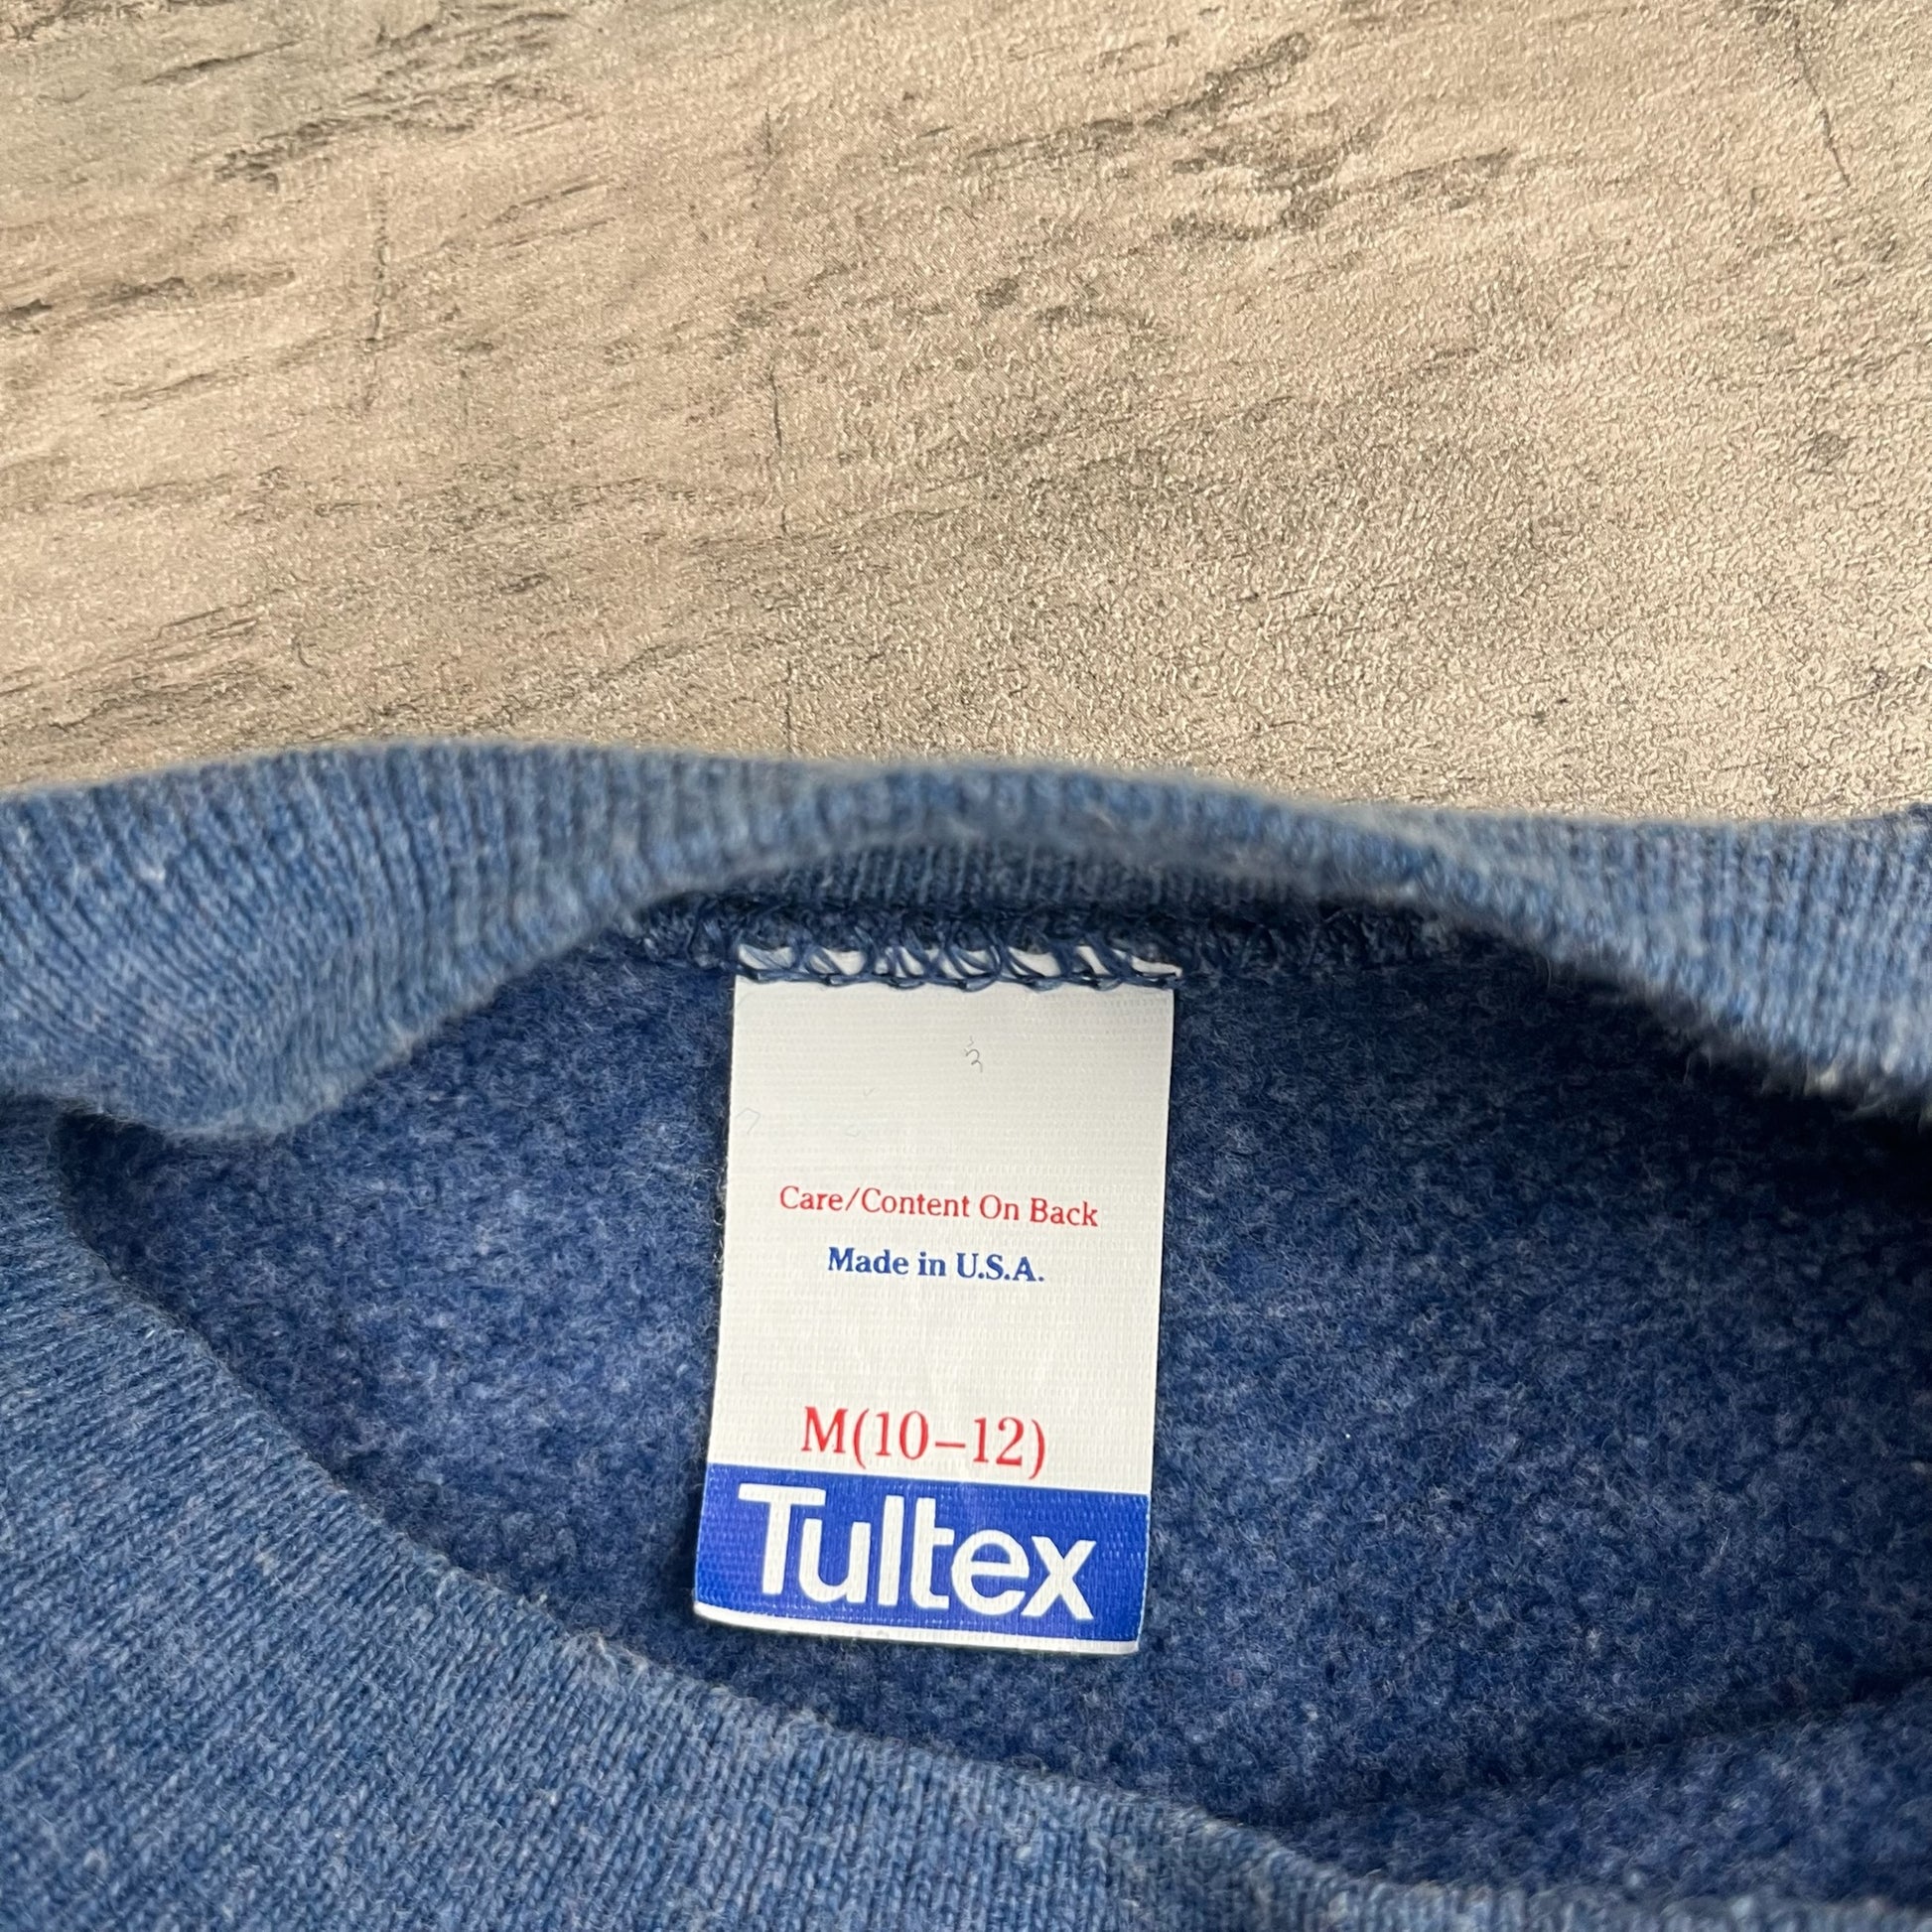 Care/Content On Back
Made in U.S.A.
M(10–12)
Tultex